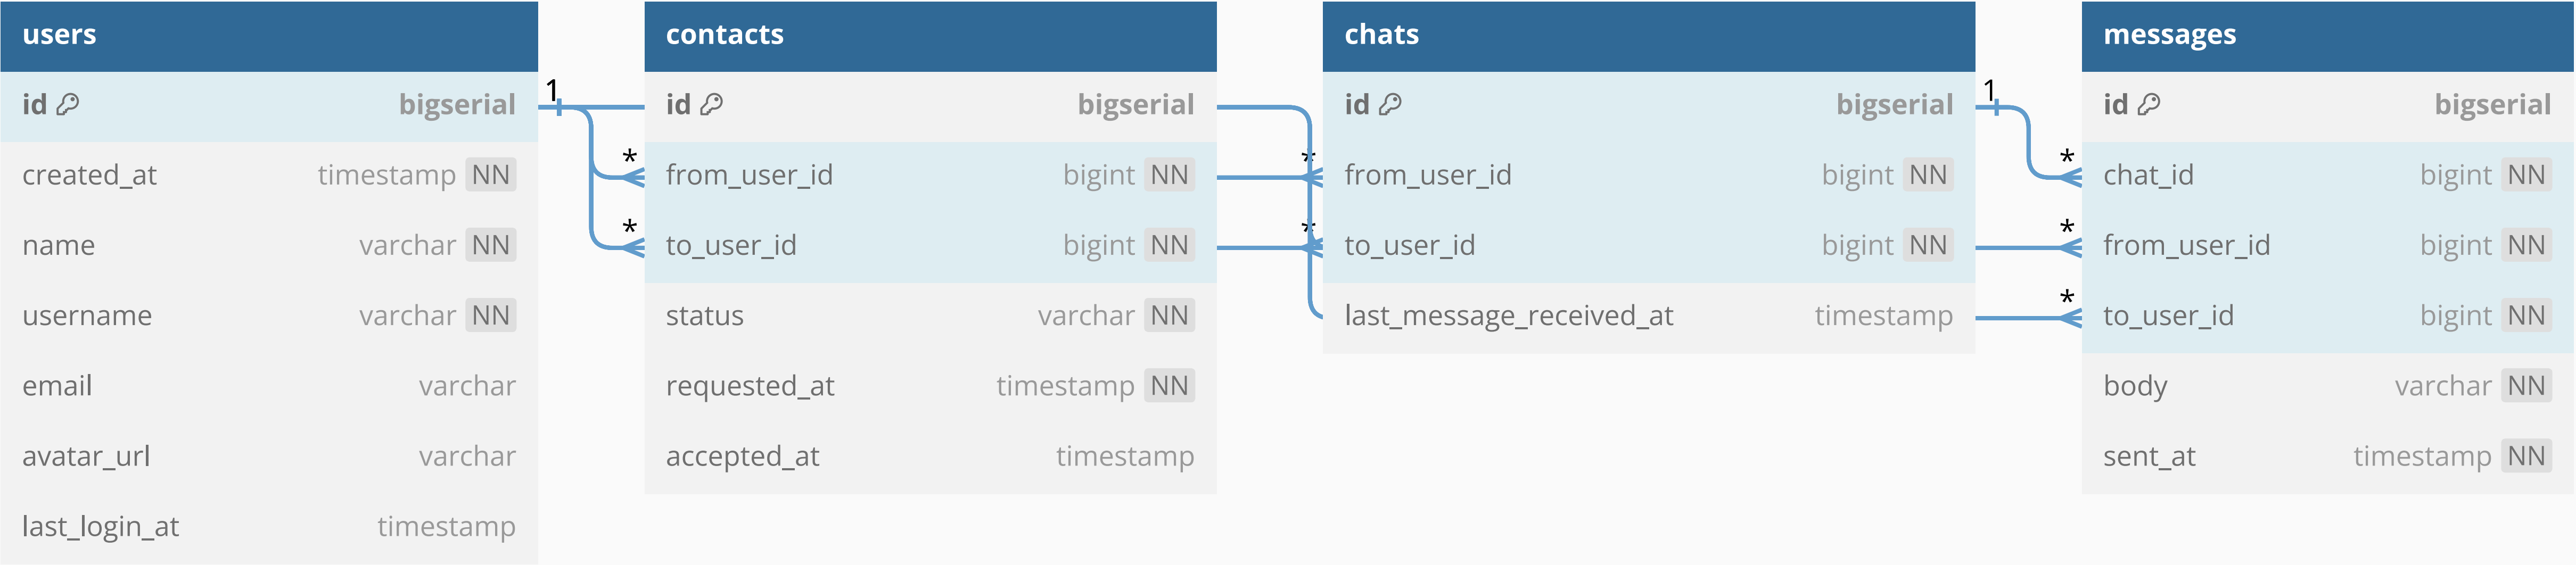 users
id bigserial
created_at timestamp NN
name varchar NN
username varchar NN
email varchar
avatar_url varchar
last_login_at timestamp
1
*
*
contacts
id bigserial
from_user_id bigint NN
to_user_id bigint NN
status varchar NN
requested_at timestamp NN
accepted_at timestamp
*
*
chats
id bigserial
from_user_id bigint NN
to_user_id bigint NN
last_message_received_at timestamp
1
*
*
*
messages
id bigserial
chat_id bigint NN
from_user_id bigint NN
to_user_id bigint NN
body varchar NN
sent_at timestamp NN